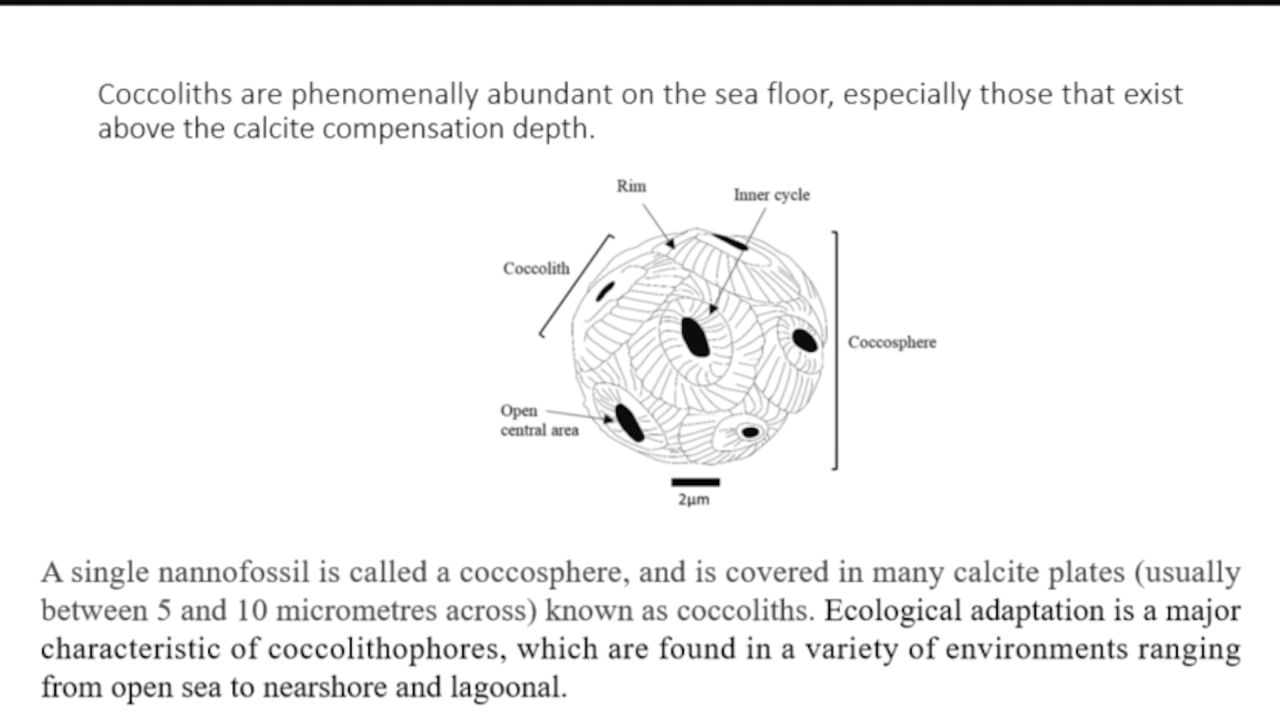 Coccoliths are phenomenally abundant on the sea floor, especially those that exist
above the calcite compensation depth.
Rim
Inner cycle
Coccolith
Coccosphere
Open
central area
2µm
A single nannofossil is called a coccosphere, and is covered in many calcite plates (usually
between 5 and 10 micrometres across) known as coccoliths. Ecological adaptation is a major
characteristic of coccolithophores, which are found in a variety of environments ranging
from open sea to nearshore and lagoonal.